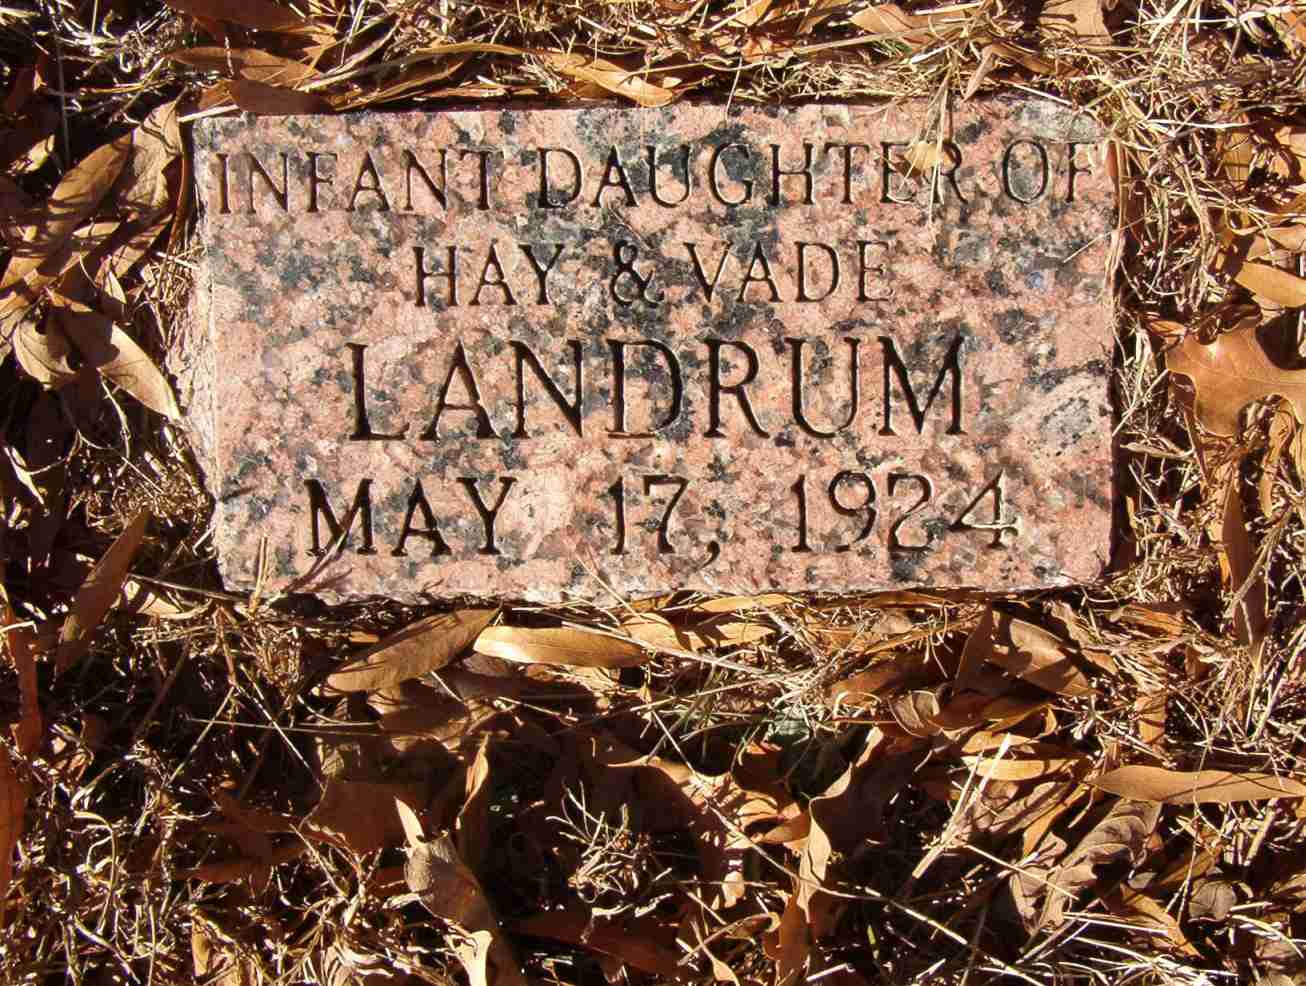 INFANT DAUGHTER OF
HAY & VADE
LANDRUM
MAY 17, 1924